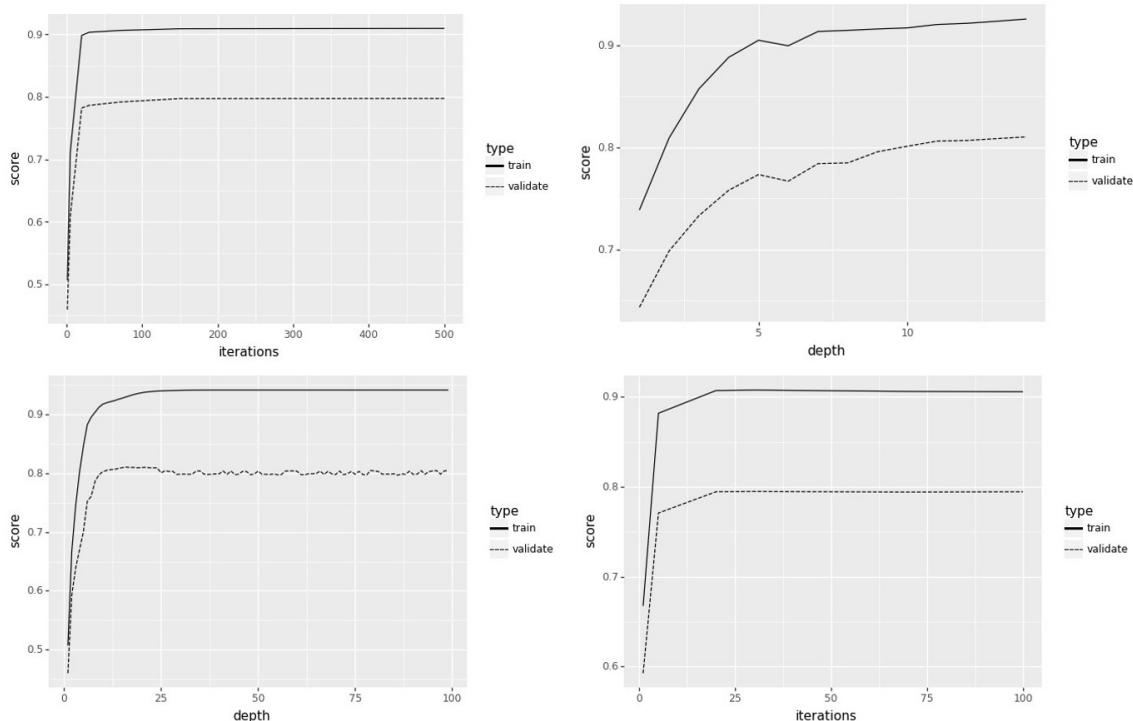 0.9
0.8
0.7
0.6
0.5
score
0 100 200 300 400 500
iterations
type
train
validate
0.9
0.8
0.7
score
5 10
depth
type
train
validate
0.9
0.8
0.7
0.6
0.5
score
0 25 50 75 100
depth
type
train
validate
0.9
0.8
0.7
0.6
score
0 25 50 75 100
iterations
type
train
validate